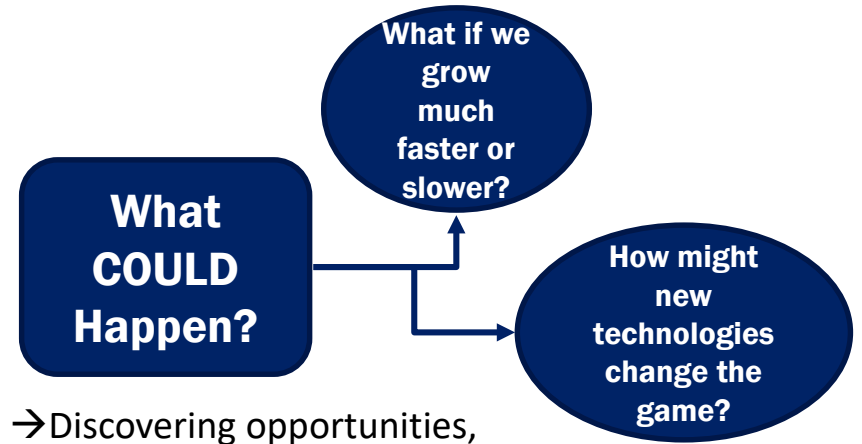 What if we
grow
much
faster or
slower?
What
COULD
Happen?
How might
new
technologies
change the
game?
→Discovering opportunities,